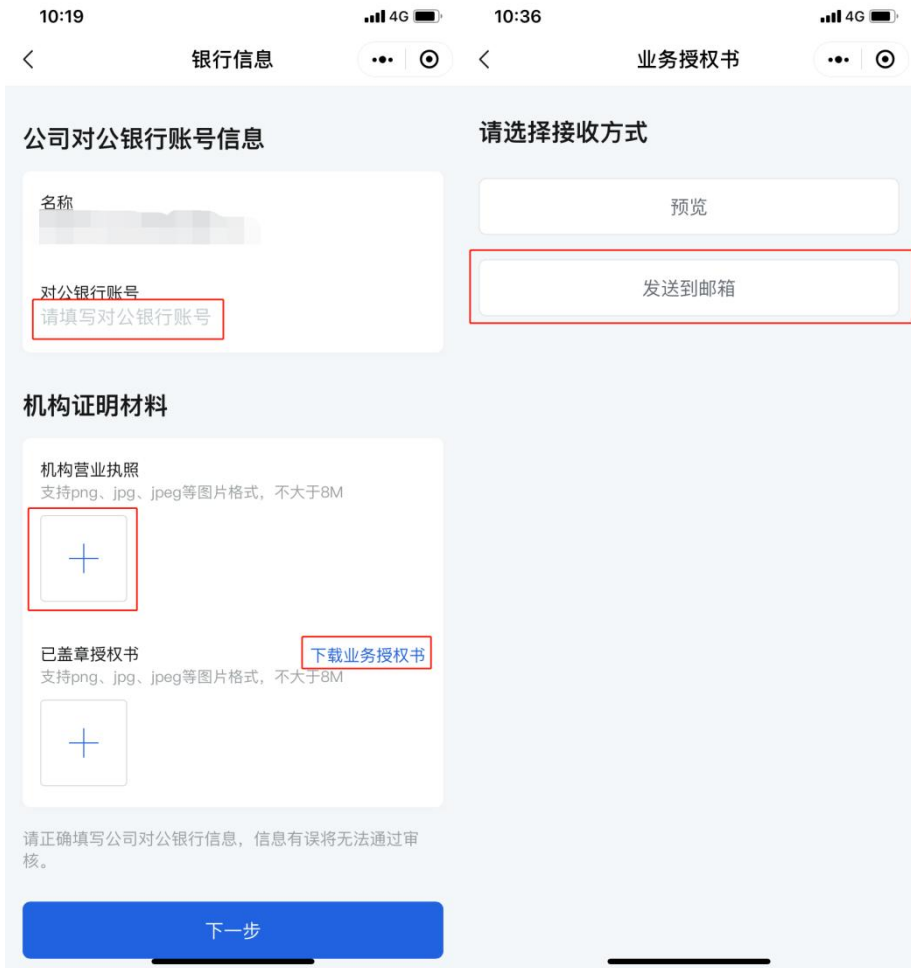 10:19
4G
银行信息
公司对公银行账号信息
名称
对公银行账号
请填写对公银行账号
机构证明材料
机构营业执照
支持png、jpg、jpeg等图片格式，不大于8M
已盖章授权书
下载业务授权书
支持png、jpg、jpeg等图片格式，不大于8M
请正确填写公司对公银行信息，信息有误将无法通过审
核。
下一步
10:36
4G
业务授权书
请选择接收方式
预览
发送到邮箱